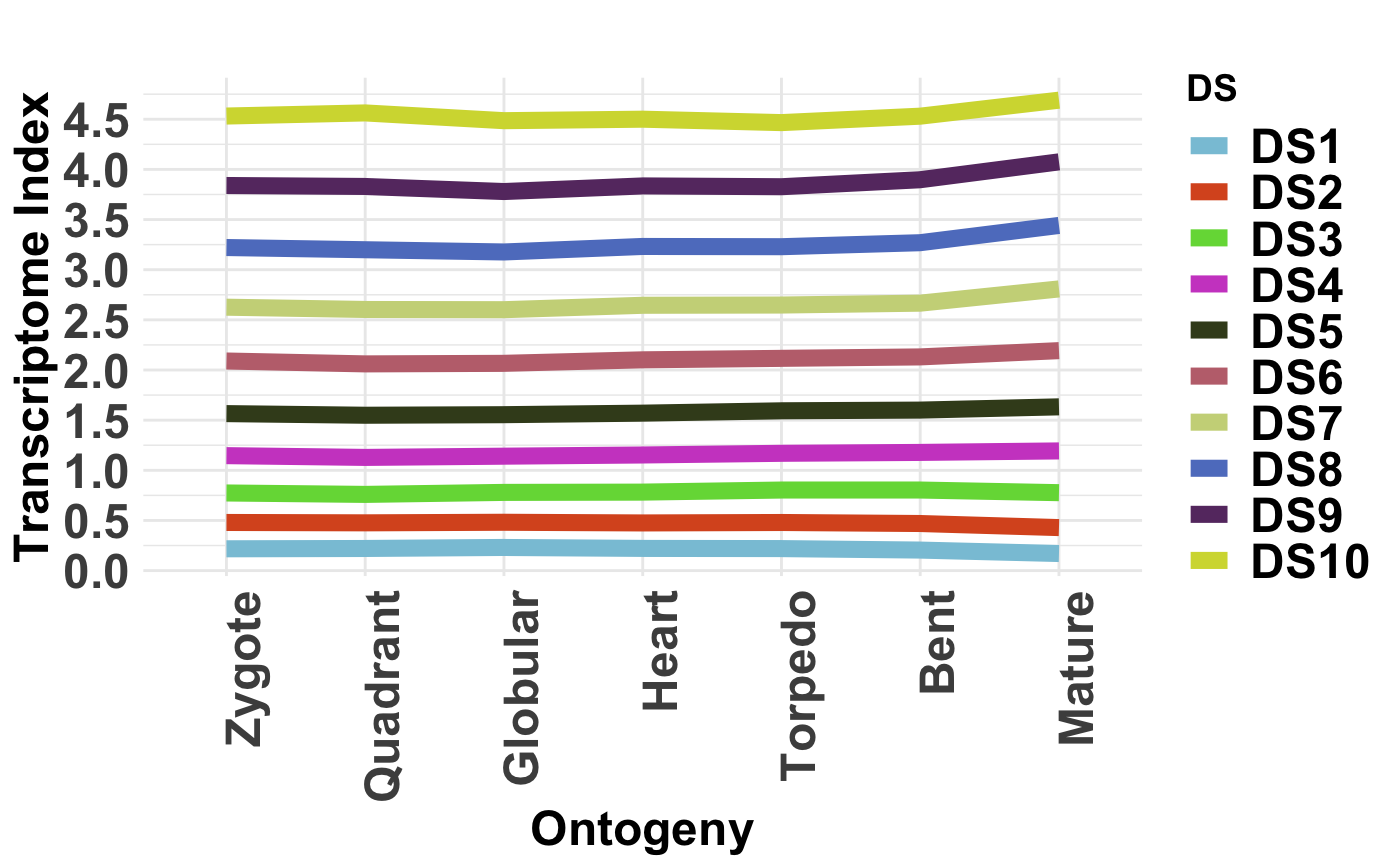 Transcriptome Index
4.5
4.0
3.5
3.0
2.5
2.0
1.5
1.0
0.5
0.0
Zygote
Quadrant
Globular
Heart
Torpedo
Bent
Mature
Ontogeny
DS
DS1
DS2
DS3
DS4
DS5
DS6
DS7
DS8
DS9
DS10